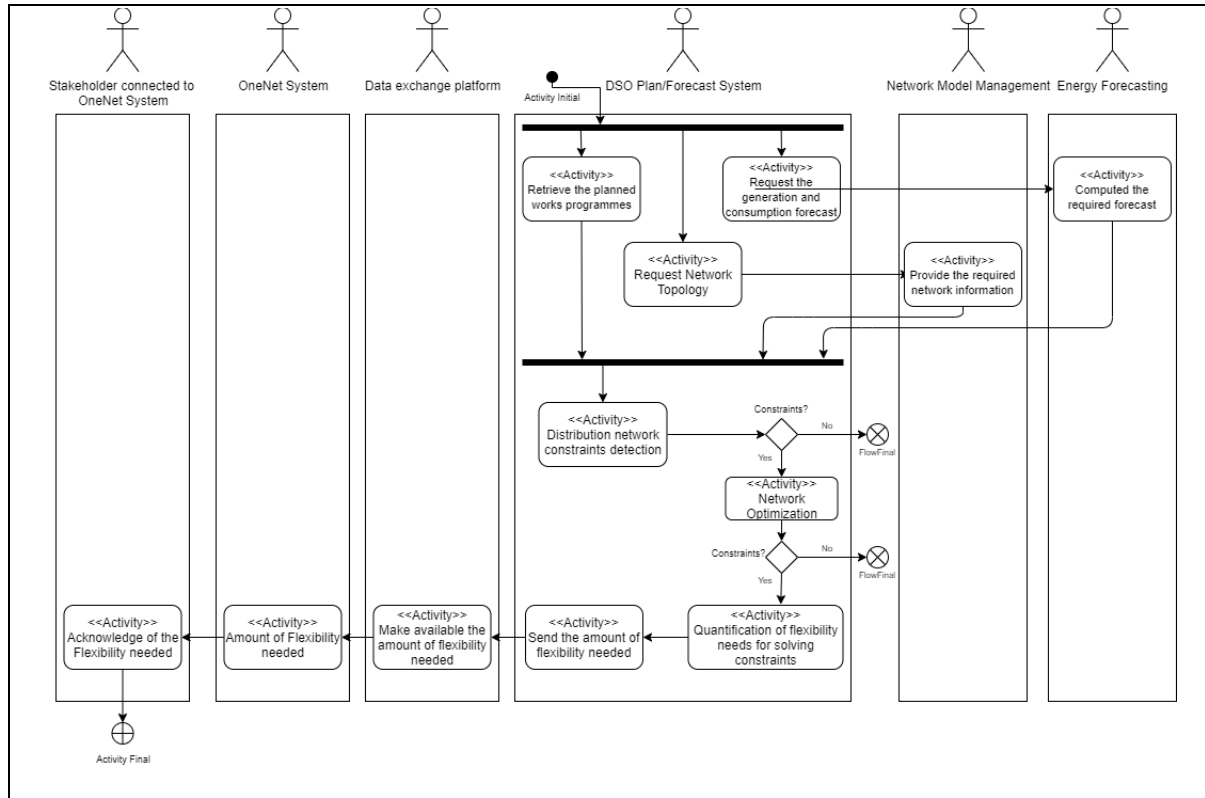 Stakeholder connected to
OneNet System
OneNet System
Data exchange platform
DSO Plan/Forecast System
Network Model Management
Energy Forecasting
Activity Initial
<<Activity>>
Retrieve the planned
works programmes
<<Activity>>
Request the
generation and
consumption forecast
<<Activity>>
Computed the
required forecast
<<Activity>>
Request Network
Topology
<<Activity>>
Provide the required
network information
<<Activity>>
Distribution network
constraints detection
Constraints?
No
FlowFinal
Yes
<<Activity>>
Network
Optimization
Constraints?
No
FlowFinal
Yes
<<Activity>>
Acknowledge of the
Flexibility needed
<<Activity>>
Amount of Flexibility
needed
<<Activity>>
Make available the
amount of flexibility
needed
<<Activity>>
Send the amount of
flexibility needed
<<Activity>>
Quantification of flexibility
needs for solving
constraints
Activity Final